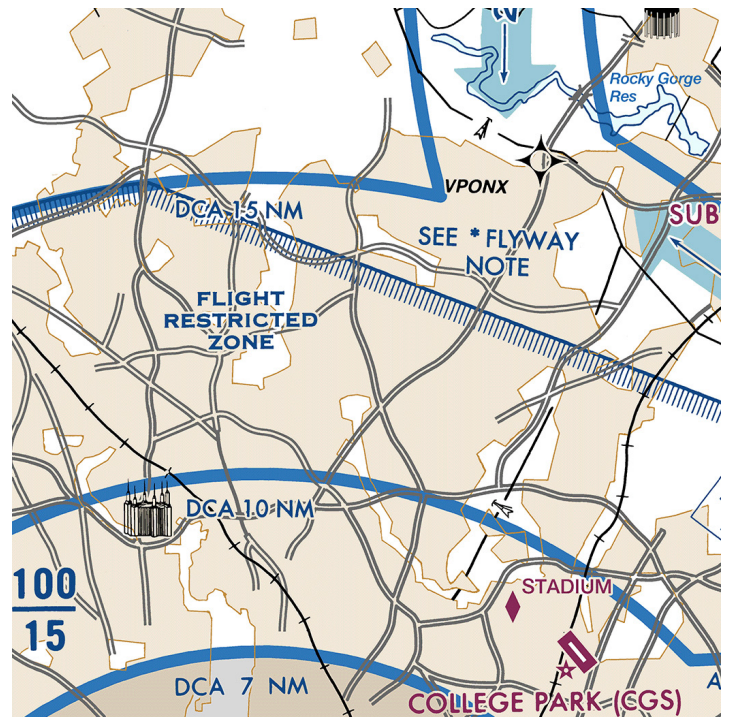 Rocky Gorge
Res
VPONX
DCA 15 NM
SUB
SEE * FLYWAY
NOTE
FLIGHT
RESTRICTED
ZONE
DCA 10 NM
100
15
STADIUM
DCA 7 NM
COLLEGE PARK (CGS)
A